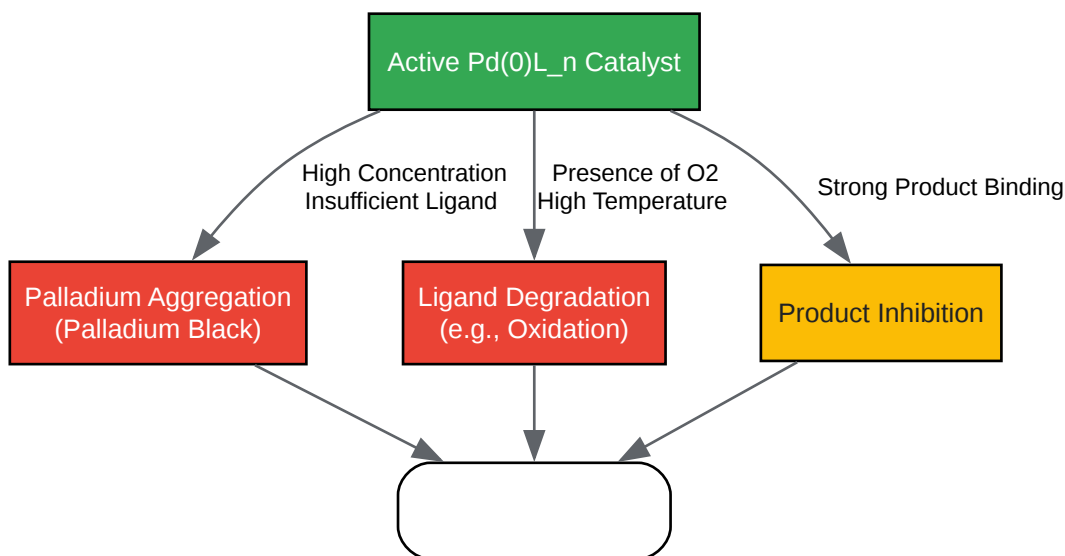 Active Pd(0)L_n Catalyst
High Concentration
Insufficient Ligand
Presence of O2
High Temperature
Strong Product Binding
Palladium Aggregation
(Palladium Black)
Ligand Degradation
(e.g., Oxidation)
Product Inhibition